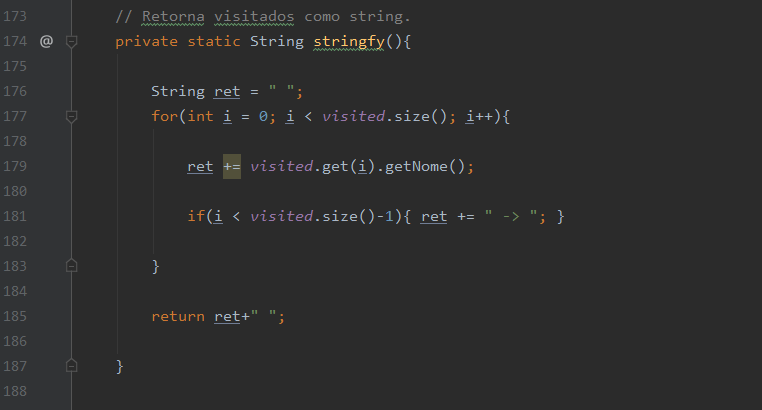 173 // Retorna visitados como string.
174 @ private static String stringfy(){
175
176 String ret = " ";
177 for(int i = 0; i < visited.size(); i++){
178
179 ret += visited.get(i).getNome();
180
181 if(i < visited.size()-1){ ret += " -> "; }
182
183 }
184
185 return ret+" ";
186
187 }
188